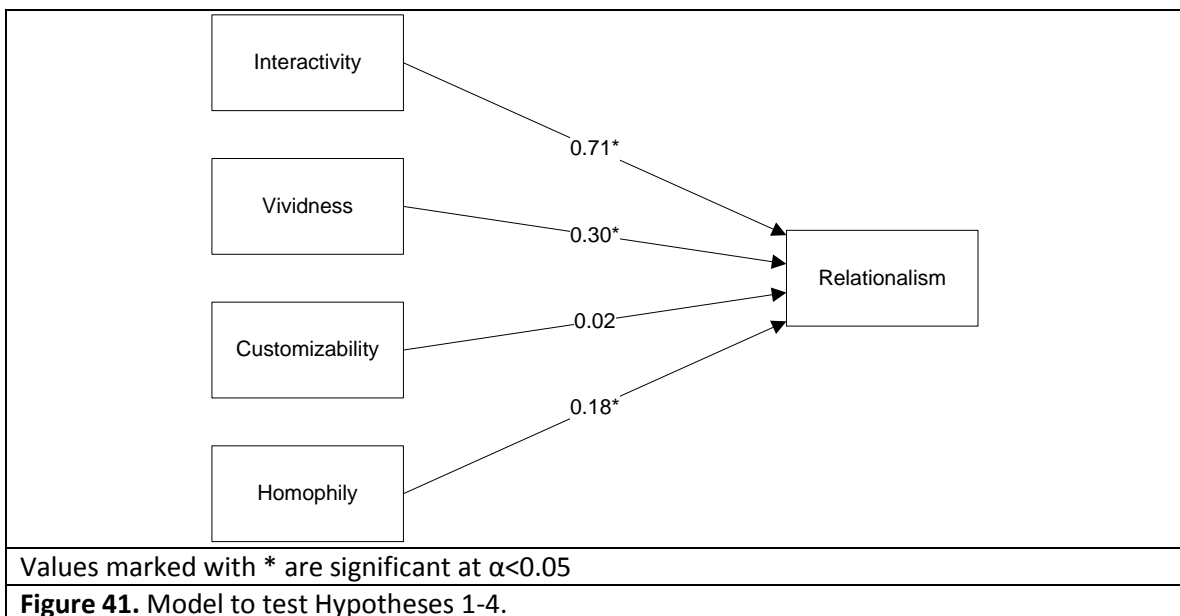 Interactivity
0.71*
Vividness
0.30*
Relationalism
Customizability
0.02
0.18*
Homophily
Values marked with * are significant at α<0.05
Figure 41. Model to test Hypotheses 1-4.